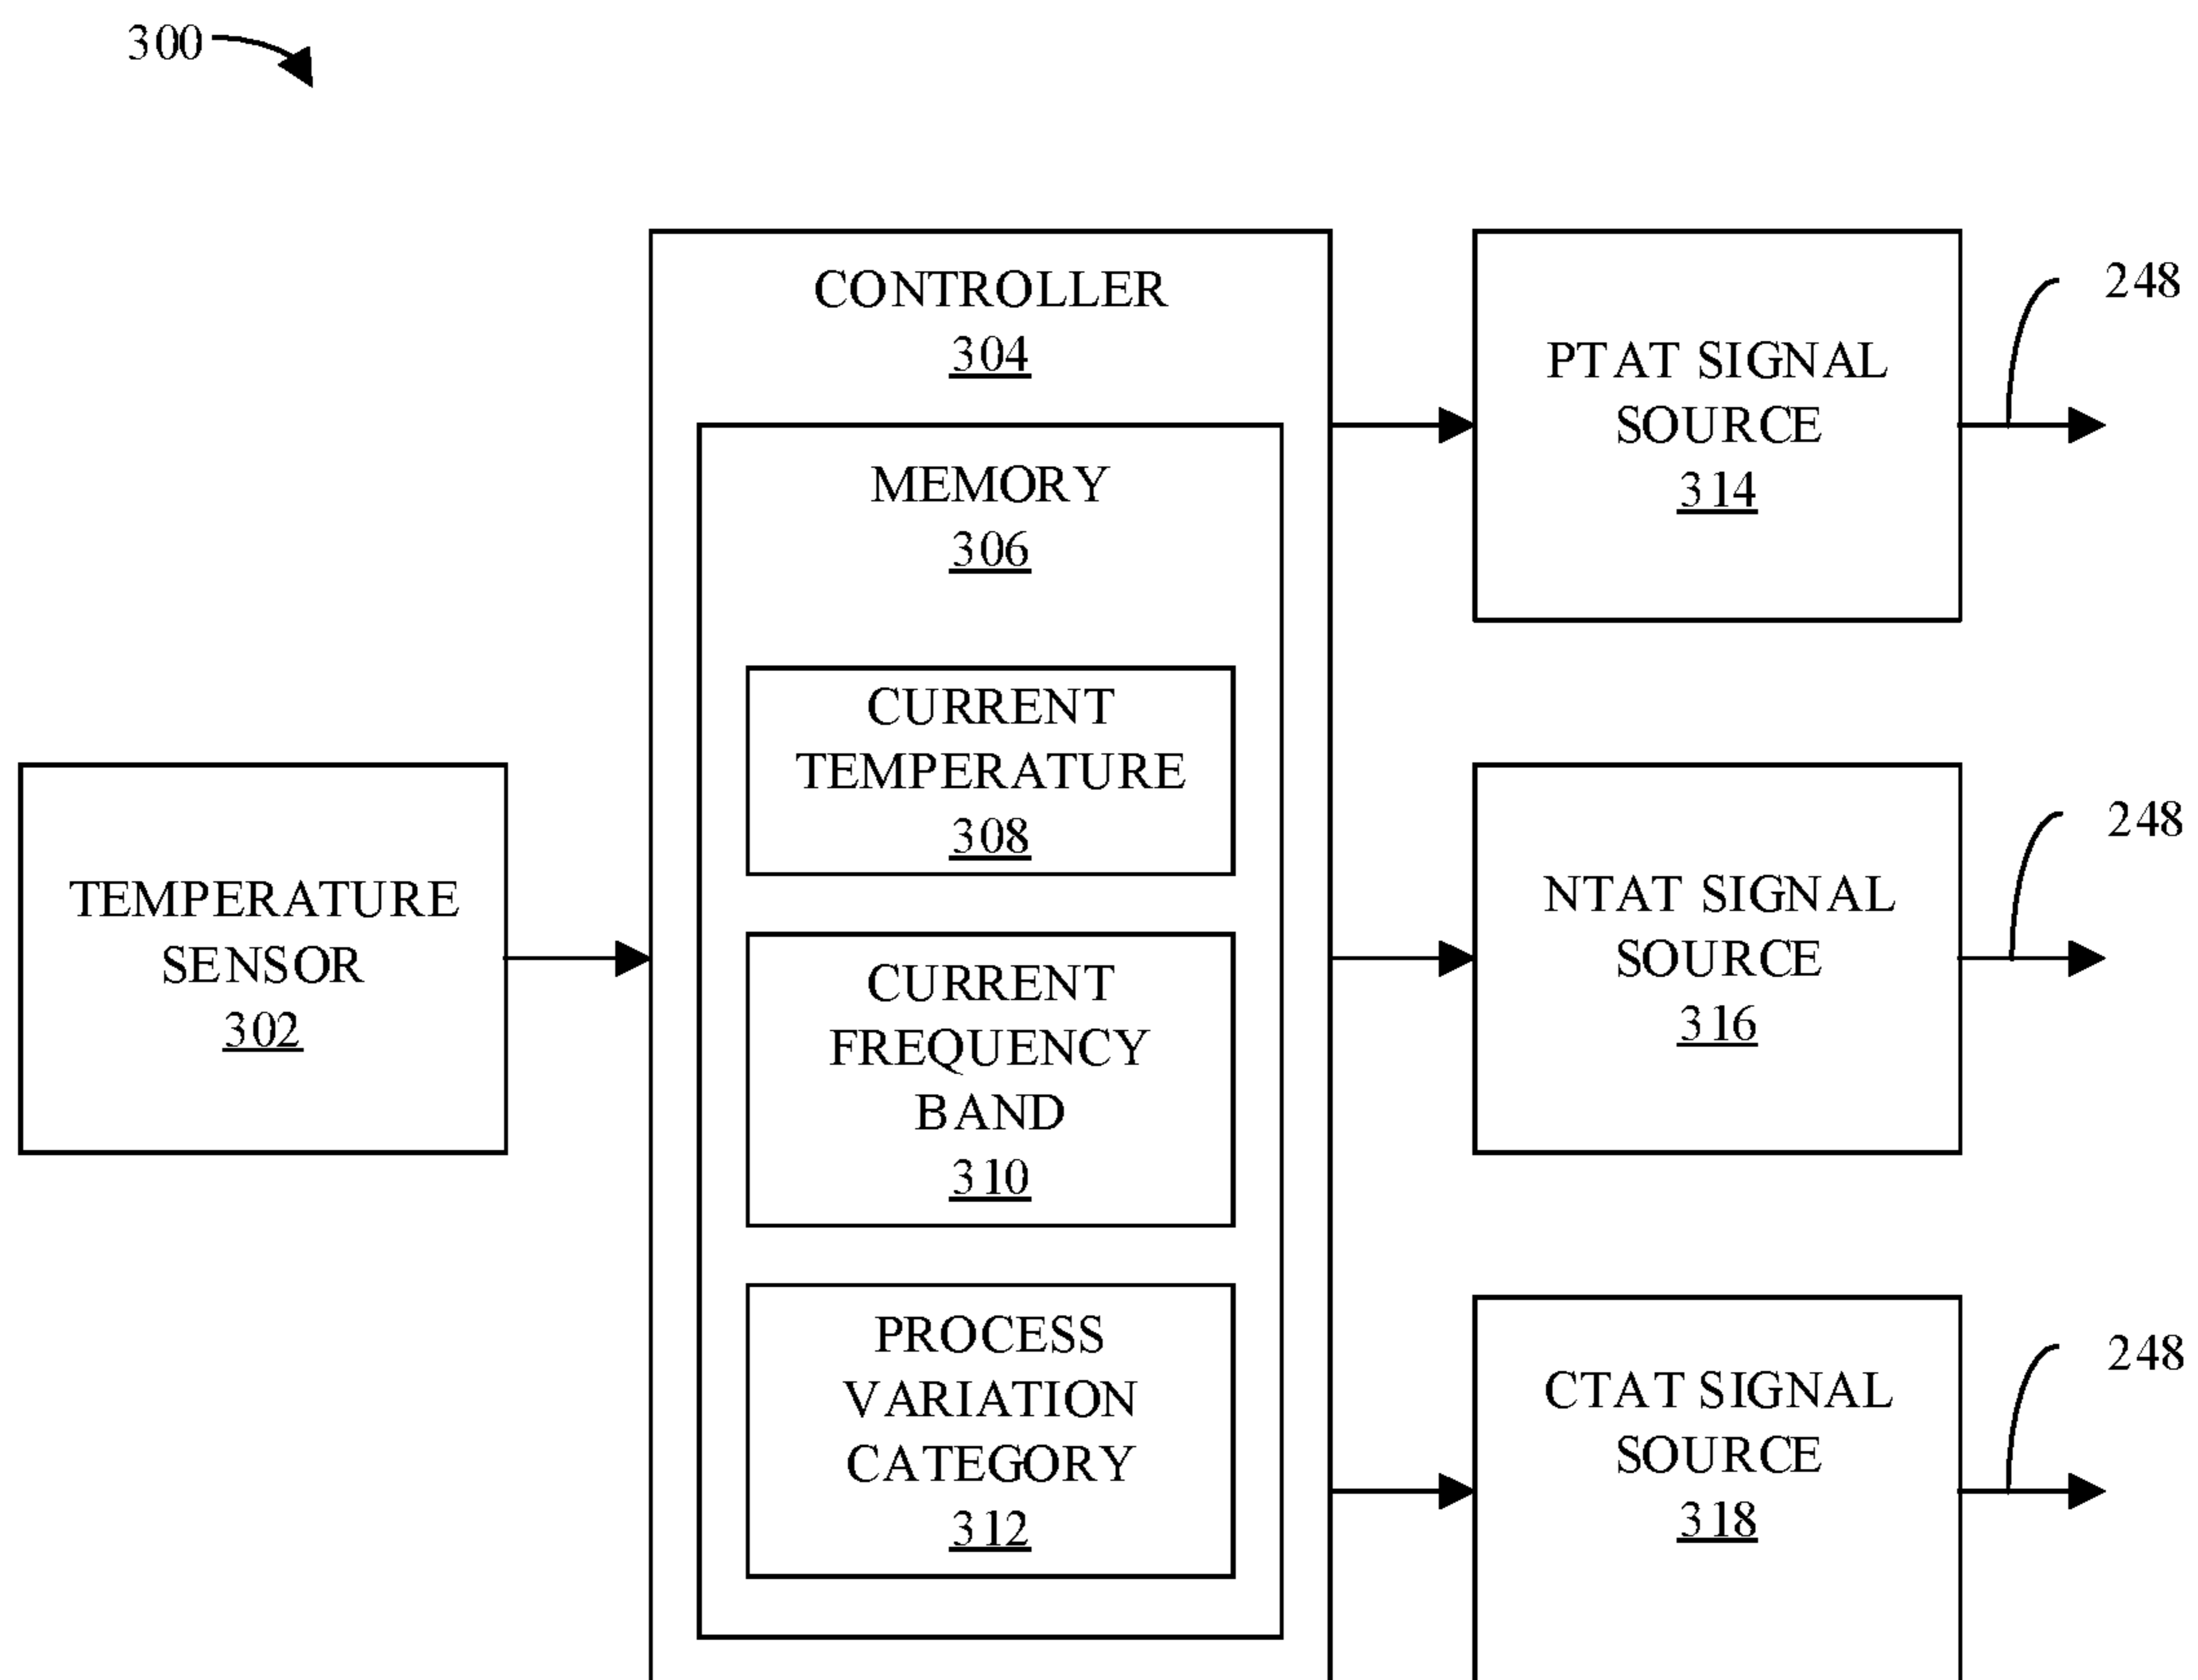 300
CONTROLLER
304
MEMORY
306
CURRENT
TEMPERATURE
308
CURRENT
FREQUENCY
BAND
310
PROCESS
VARIATION
CATEGORY
312
TEMPERATURE
SENSOR
302
PTAT SIGNAL
SOURCE
314
248
NTAT SIGNAL
SOURCE
316
248
CTAT SIGNAL
SOURCE
318
248